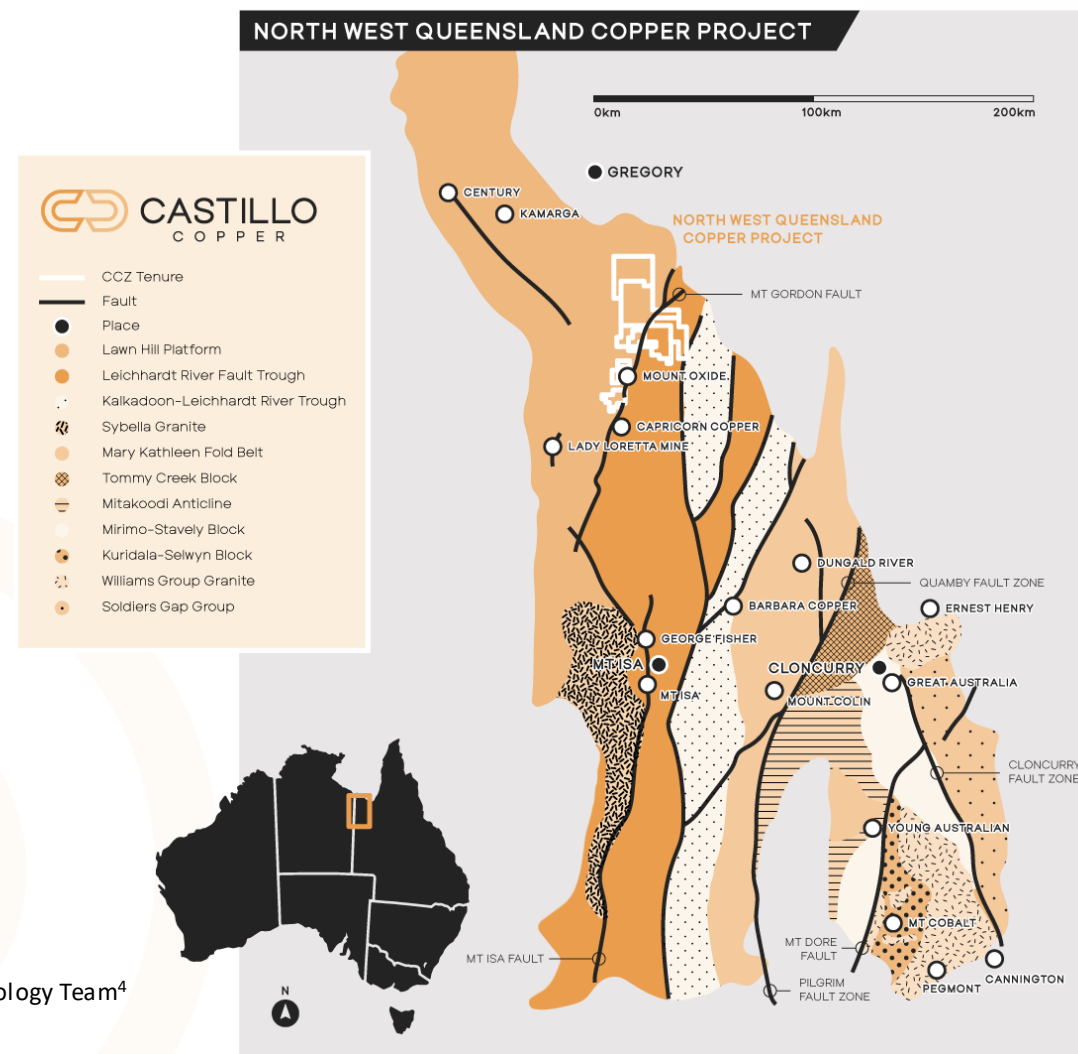 NORTH WEST QUEENSLAND COPPER PROJECT
0km
100km
200km
GREGORY
CENTURY
KAMARGA
NORTH WEST QUEENSLAND
COPPER PROJECT
MT GORDON FAULT
MOUNT OXIDE
CAPRICORN COPPER
LADY LORETTA MINE
DUNGALD RIVER
QUAMBY FAULT ZONE
BARBARA COPPER
ERNEST HENRY
GEORGE FISHER
MT ISA
CLONCURRY
GREAT AUSTRALIA
MT ISA
MOUNT COLIN
CLONCURRY
FAULT ZONE
YOUNG AUSTRALIAN
MT COBALT
MT DORE
FAULT
MT ISA FAULT
CANNINGTON
PEGMONT
PILGRIM
FAULT ZONE
CASTILLO
COPPER
CCZ Tenure
Fault
Place
Lawn Hill Platform
Leichhardt River Fault Trough
Kalkadoon-Leichhardt River Trough
Sybella Granite
Mary Kathleen Fold Belt
Tommy Creek Block
Mitakoodi Anticline
Mirimo-Stavely Block
Kuridala-Selwyn Block
Williams Group Granite
Soldiers Gap Group
N
ology Team4